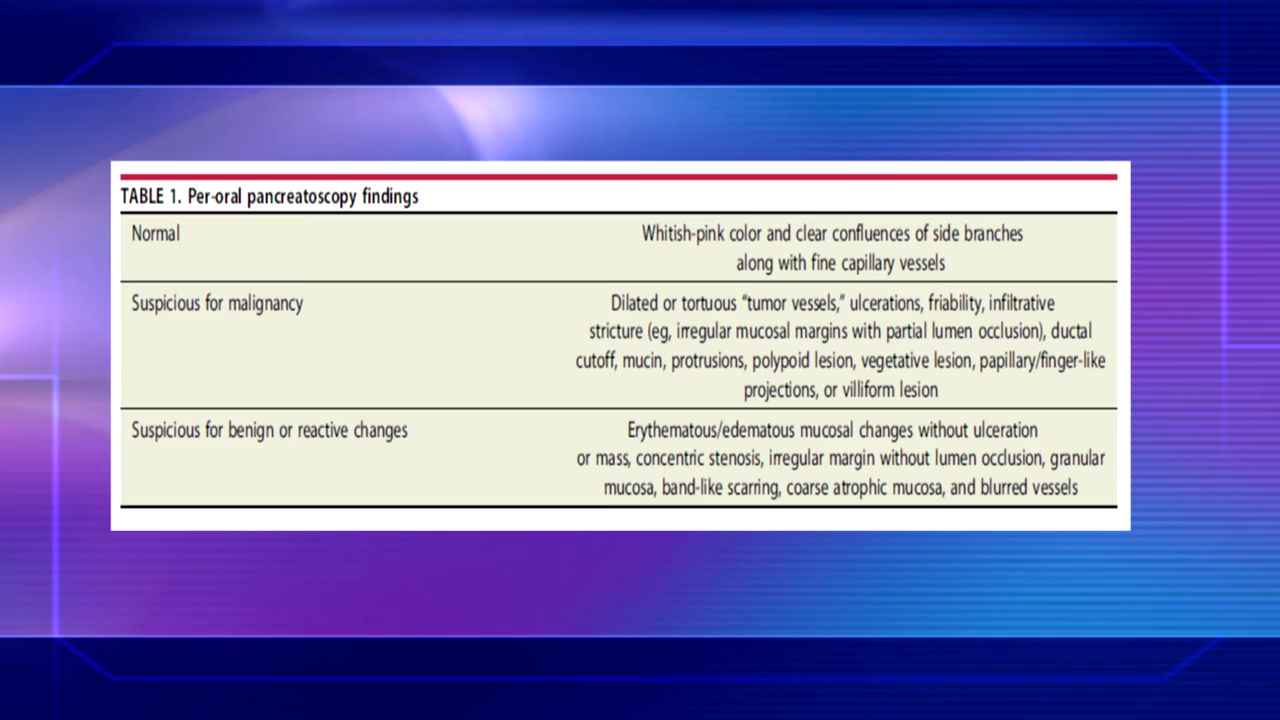 TABLE 1. Per-oral pancreatoscopy findings
Normal
Whitish-pink color and clear confluences of side branches
along with fine capillary vessels
Suspicious for malignancy
Dilated or tortuous “tumor vessels,” ulcerations, friability, infiltrative
stricture (eg, irregular mucosal margins with partial lumen occlusion), ductal
cutoff, mucin, protrusions, polypoid lesion, vegetative lesion, papillary/finger-like
projections, or villiform lesion
Suspicious for benign or reactive changes
Erythematous/edematous mucosal changes without ulceration
or mass, concentric stenosis, irregular margin without lumen occlusion, granular
mucosa, band-like scarring, coarse atrophic mucosa, and blurred vessels